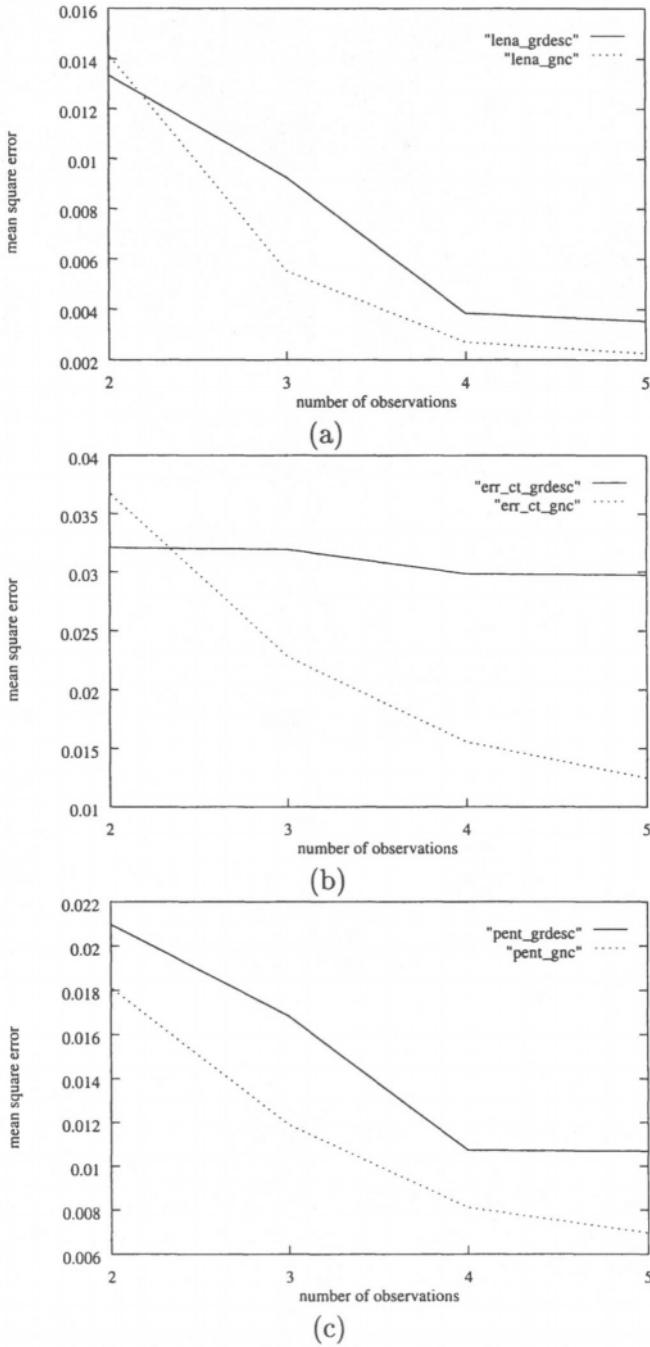 0.016
"lena_grdesc"
"lena_gnc"
0.014
0.012
0.01
0.008
0.006
0.004
0.002
mean square error
2
3
4
5
number of observations
(a)
0.04
"err_ct_grdesc"
"err_ct_gnc"
0.035
0.03
0.025
0.02
0.015
0.01
mean square error
2
3
4
5
number of observations
(b)
0.022
"pent_grdesc"
"pent_gnc"
0.02
0.018
0.016
0.014
0.012
0.01
0.008
0.006
mean square error
2
3
4
5
number of observations
(c)